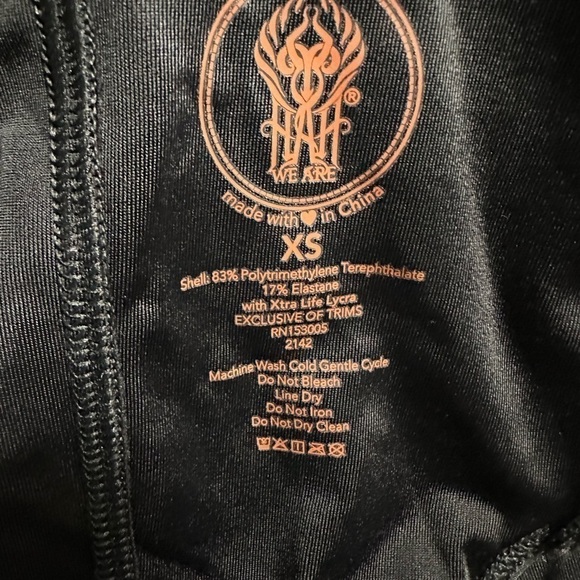 HAH
®
WE ARE
made with ♥ in China
XS
Shell: 83% Polytrimethylene Terephthalate
17% Elastane
with Xtra Life Lycra
EXCLUSIVE OF TRIMS
RN153005
2142
Machine Wash Cold Gentle Cycle
Do Not Bleach
Line Dry
Do Not Iron
Do Not Dry Clean